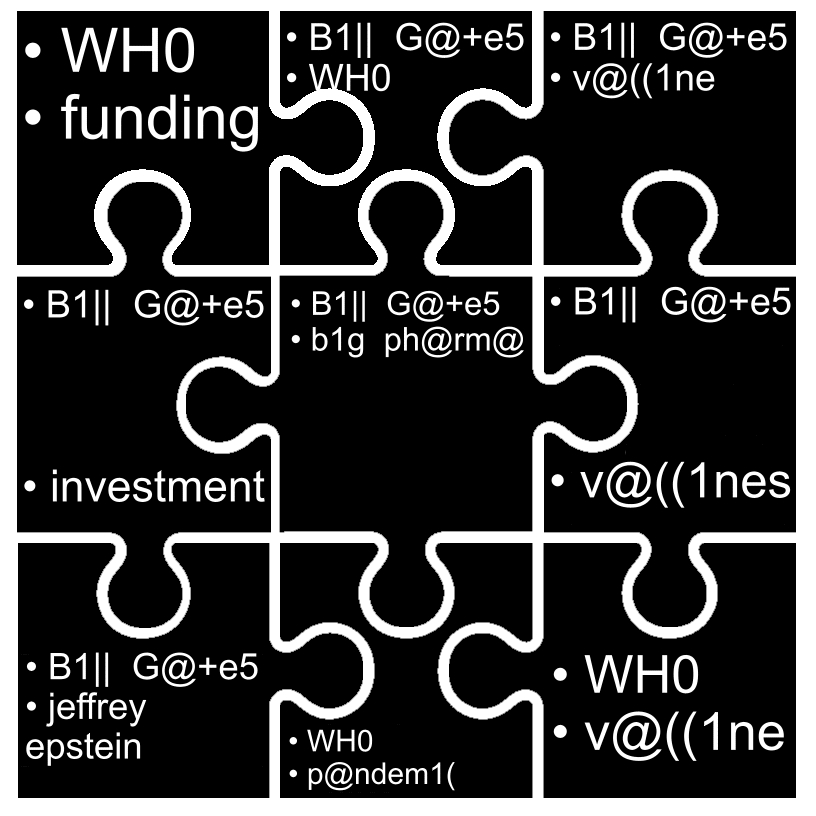 • WH0
• funding
• B1|| G@+e5
• WH0
• B1|| G@+e5
• v@((1ne
• B1|| G@+e5
• investment
• B1|| G@+e5
• b1g ph@rm@
• B1|| G@+e5
• v@((1nes
• B1|| G@+e5
• jeffrey
epstein
• WH0
• p@ndem1(
• WH0
• v@((1ne